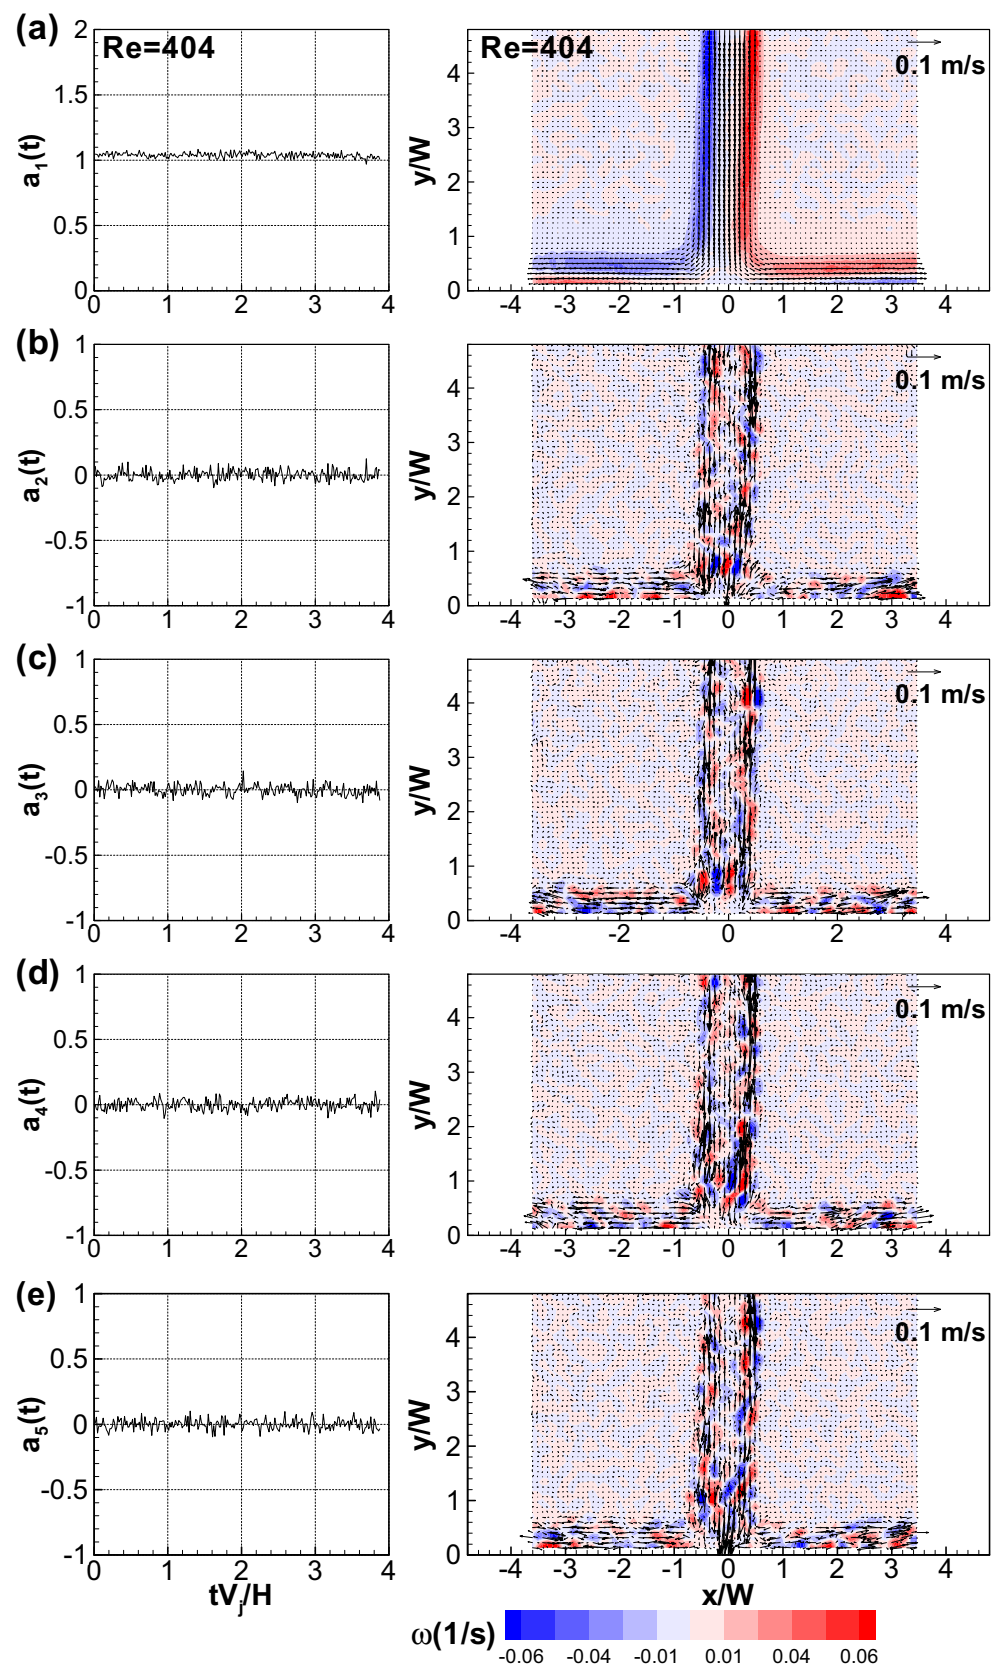 (a)
Re=404
a1(t)
2
1.5
1
0.5
0
0 1 2 3 4
Re=404
0.1 m/s
y/W
4
3
2
1
0
-4 -3 -2 -1 0 1 2 3 4
(b)
a2(t)
1
0.5
0
-0.5
-1
0 1 2 3 4
0.1 m/s
y/W
4
3
2
1
0
-4 -3 -2 -1 0 1 2 3 4
(c)
a3(t)
1
0.5
0
-0.5
-1
0 1 2 3 4
0.1 m/s
y/W
4
3
2
1
0
-4 -3 -2 -1 0 1 2 3 4
(d)
a4(t)
1
0.5
0
-0.5
-1
0 1 2 3 4
0.1 m/s
y/W
4
3
2
1
0
-4 -3 -2 -1 0 1 2 3 4
(e)
a5(t)
1
0.5
0
-0.5
-1
0 1 2 3 4
tVj/H
0.1 m/s
y/W
4
3
2
1
0
-4 -3 -2 -1 0 1 2 3 4
x/W
ω(1/s)
-0.06 -0.04 -0.01 0.01 0.04 0.06